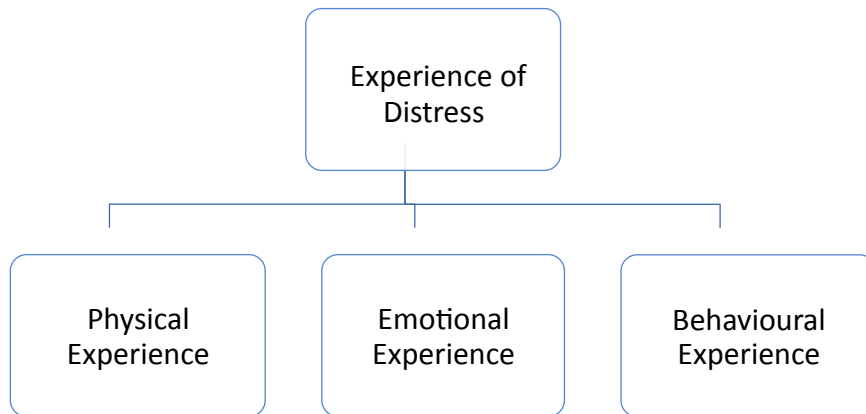 Experience of
Distress
Physical
Experience
Emotional
Experience
Behavioural
Experience